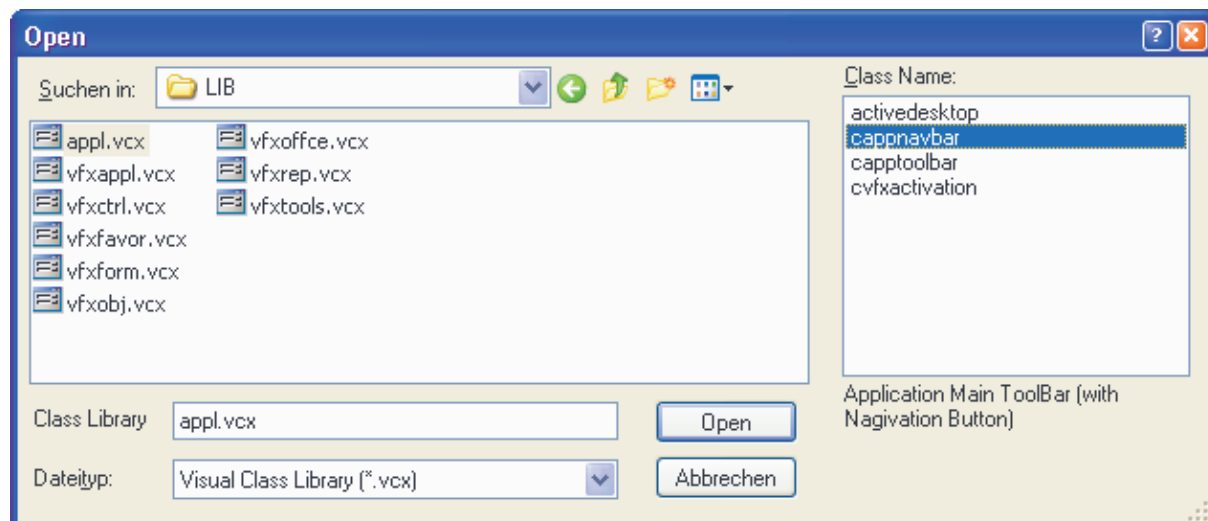 Open
Suchen in: LIB
appl.vcx
vfxappl.vcx
vfxctrl.vcx
vfxfavor.vcx
vfxform.vcx
vfxobj.vcx
vfxoffce.vcx
vfxrep.vcx
vfxtools.vcx
Class Library appl.vcx Open
Dateityp: Visual Class Library (*.vcx) Abbrechen
Class Name:
activedesktop
cappnavbar
capptoolbar
cvfxactivation
Application Main ToolBar (with
Nagivation Button)